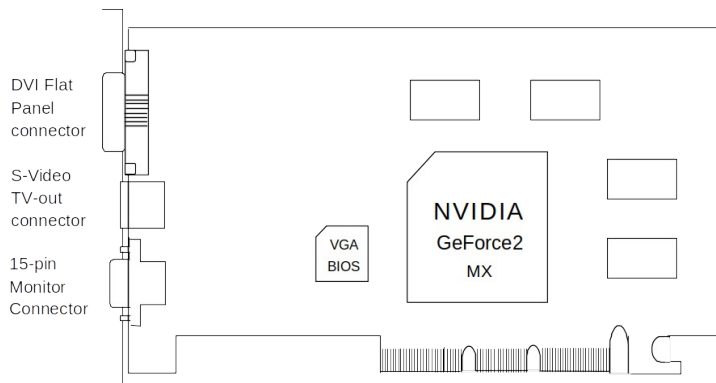 DVI Flat
Panel
connector
S-Video
TV-out
connector
15-pin
Monitor
Connector
VGA
BIOS
NVIDIA
GeForce2
MX